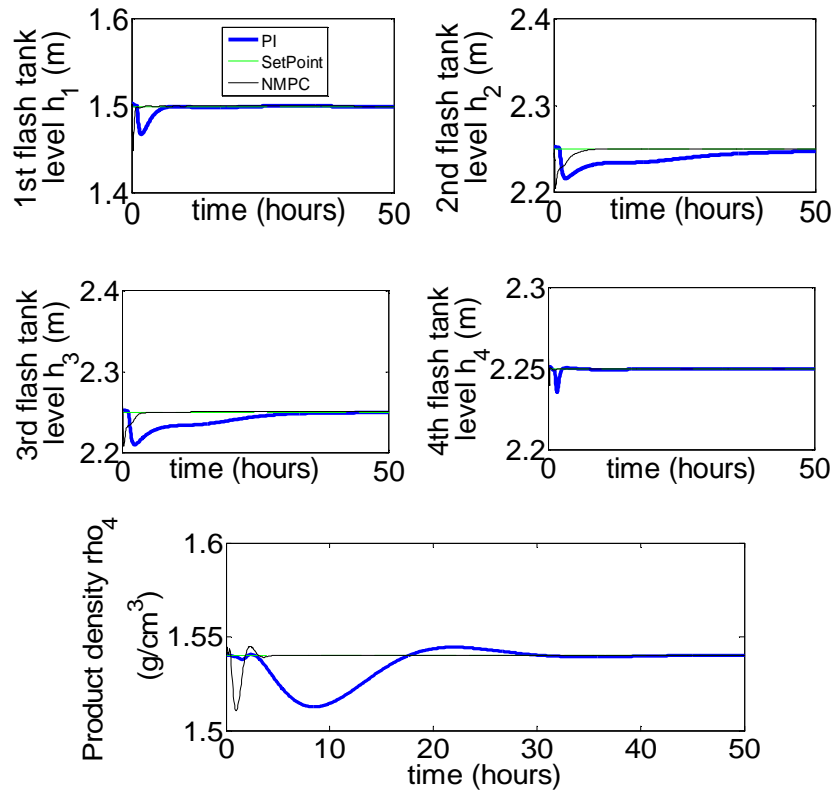 1st flash tank
level h1 (m)
1.6
1.5
1.4
0
50
time (hours)
PI
SetPoint
NMPC
2nd flash tank
level h2 (m)
2.4
2.3
2.2
0
50
time (hours)
3rd flash tank
level h3 (m)
2.4
2.3
2.2
0
50
time (hours)
4th flash tank
level h4 (m)
2.3
2.25
2.2
0
50
time (hours)
Product density rho4
(g/cm3)
1.6
1.55
1.5
0
10
20
30
40
50
time (hours)